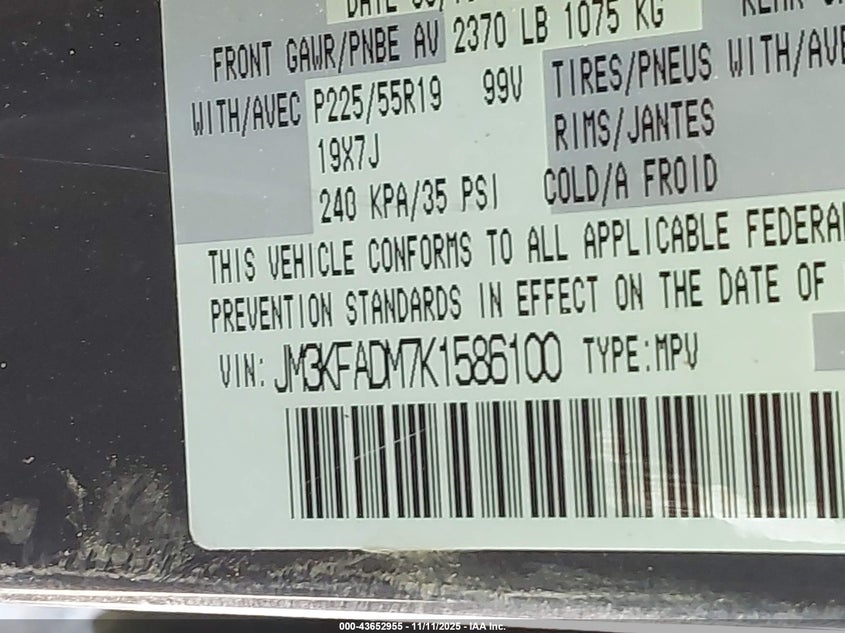 FRONT GAWR/PNBE AV 2370 LB 1075 KG
WITH/AVEC P225/55R19 99V TIRES/PNEUS WITH/AVE
19X7J RIMS/JANTES
240 KPA/35 PSI COLD/A FROID
THIS VEHICLE CONFORMS TO ALL APPLICABLE FEDERA
PREVENTION STANDARDS IN EFFECT ON THE DATE OF
VIN: JM3KFADM7K1586100 TYPE:MPV
000-43652955 - 11/11/2025 - IAA Inc.